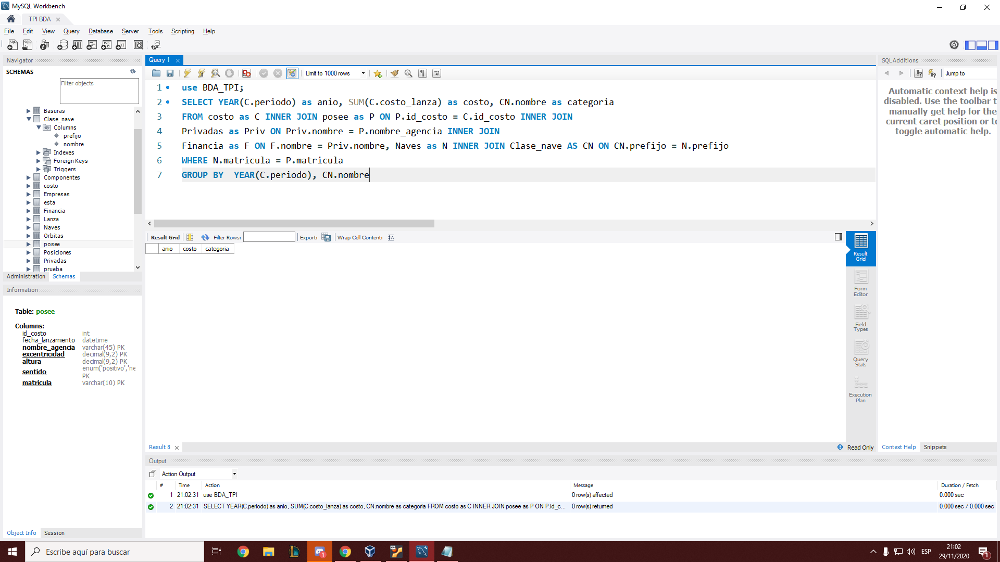 MySQL Workbench
TPI BDA
File Edit View Query Database Server Tools Scripting Help
Navigator
SCHEMAS
Filter objects
Basuras
Clase_nave
Columns
prefijo
nombre
Indexes
Foreign Keys
Triggers
Componentes
costo
Empresas
esta
Financia
Lanza
Naves
Orbitas
posee
Posiciones
Privadas
prueba
Administration Schemas
Information
Table: posee
Columns:
id_costo int
fecha_lanzamiento datetime
nombre_agencia varchar(45) PK
excentricidad decimal(9,2) PK
altura decimal(9,2) PK
sentido enum('positivo','ne
PK
matricula varchar(10) PK
Object Info Session
Query 1
Limit to 1000 rows
1 use BDA_TPI;
2 SELECT YEAR(C.periodo) as anio, SUM(C.costo_lanza) as costo, CN.nombre as categoria
3 FROM costo as C INNER JOIN posee as P ON P.id_costo = C.id_costo INNER JOIN
4 Privadas as Priv ON Priv.nombre = P.nombre_agencia INNER JOIN
5 Financia as F ON F.nombre = Priv.nombre, Naves as N INNER JOIN Clase_nave AS CN ON CN.prefijo = N.prefijo
6 WHERE N.matricula = P.matricula
7 GROUP BY  YEAR(C.periodo), CN.nombre
Result Grid Filter Rows: Export: Wrap Cell Content:
anio costo categoria
Result Grid
Form Editor
Field Types
Query Stats
Execution Plan
Result 8
Read Only
SQLAdditions
Jump to
Automatic context help is
disabled. Use the toolbar t
manually get help for the
current caret position or to
toggle automatic help.
Context Help Snippets
Output
Action Output
# Time Action Message Duration / Fetch
1 21:02:31 use BDA_TPI 0 row(s) affected 0.000 sec
2 21:02:31 SELECT YEAR(C.periodo) as anio, SUM(C.costo_lanza) as costo, CN.nombre as categoria FROM costo as C INNER JOIN posee as P ON P.id_c... 0 row(s) returned 0.000 sec / 0.000 sec
Escribe aquí para buscar
ESP
21:02
29/11/2020
1
1